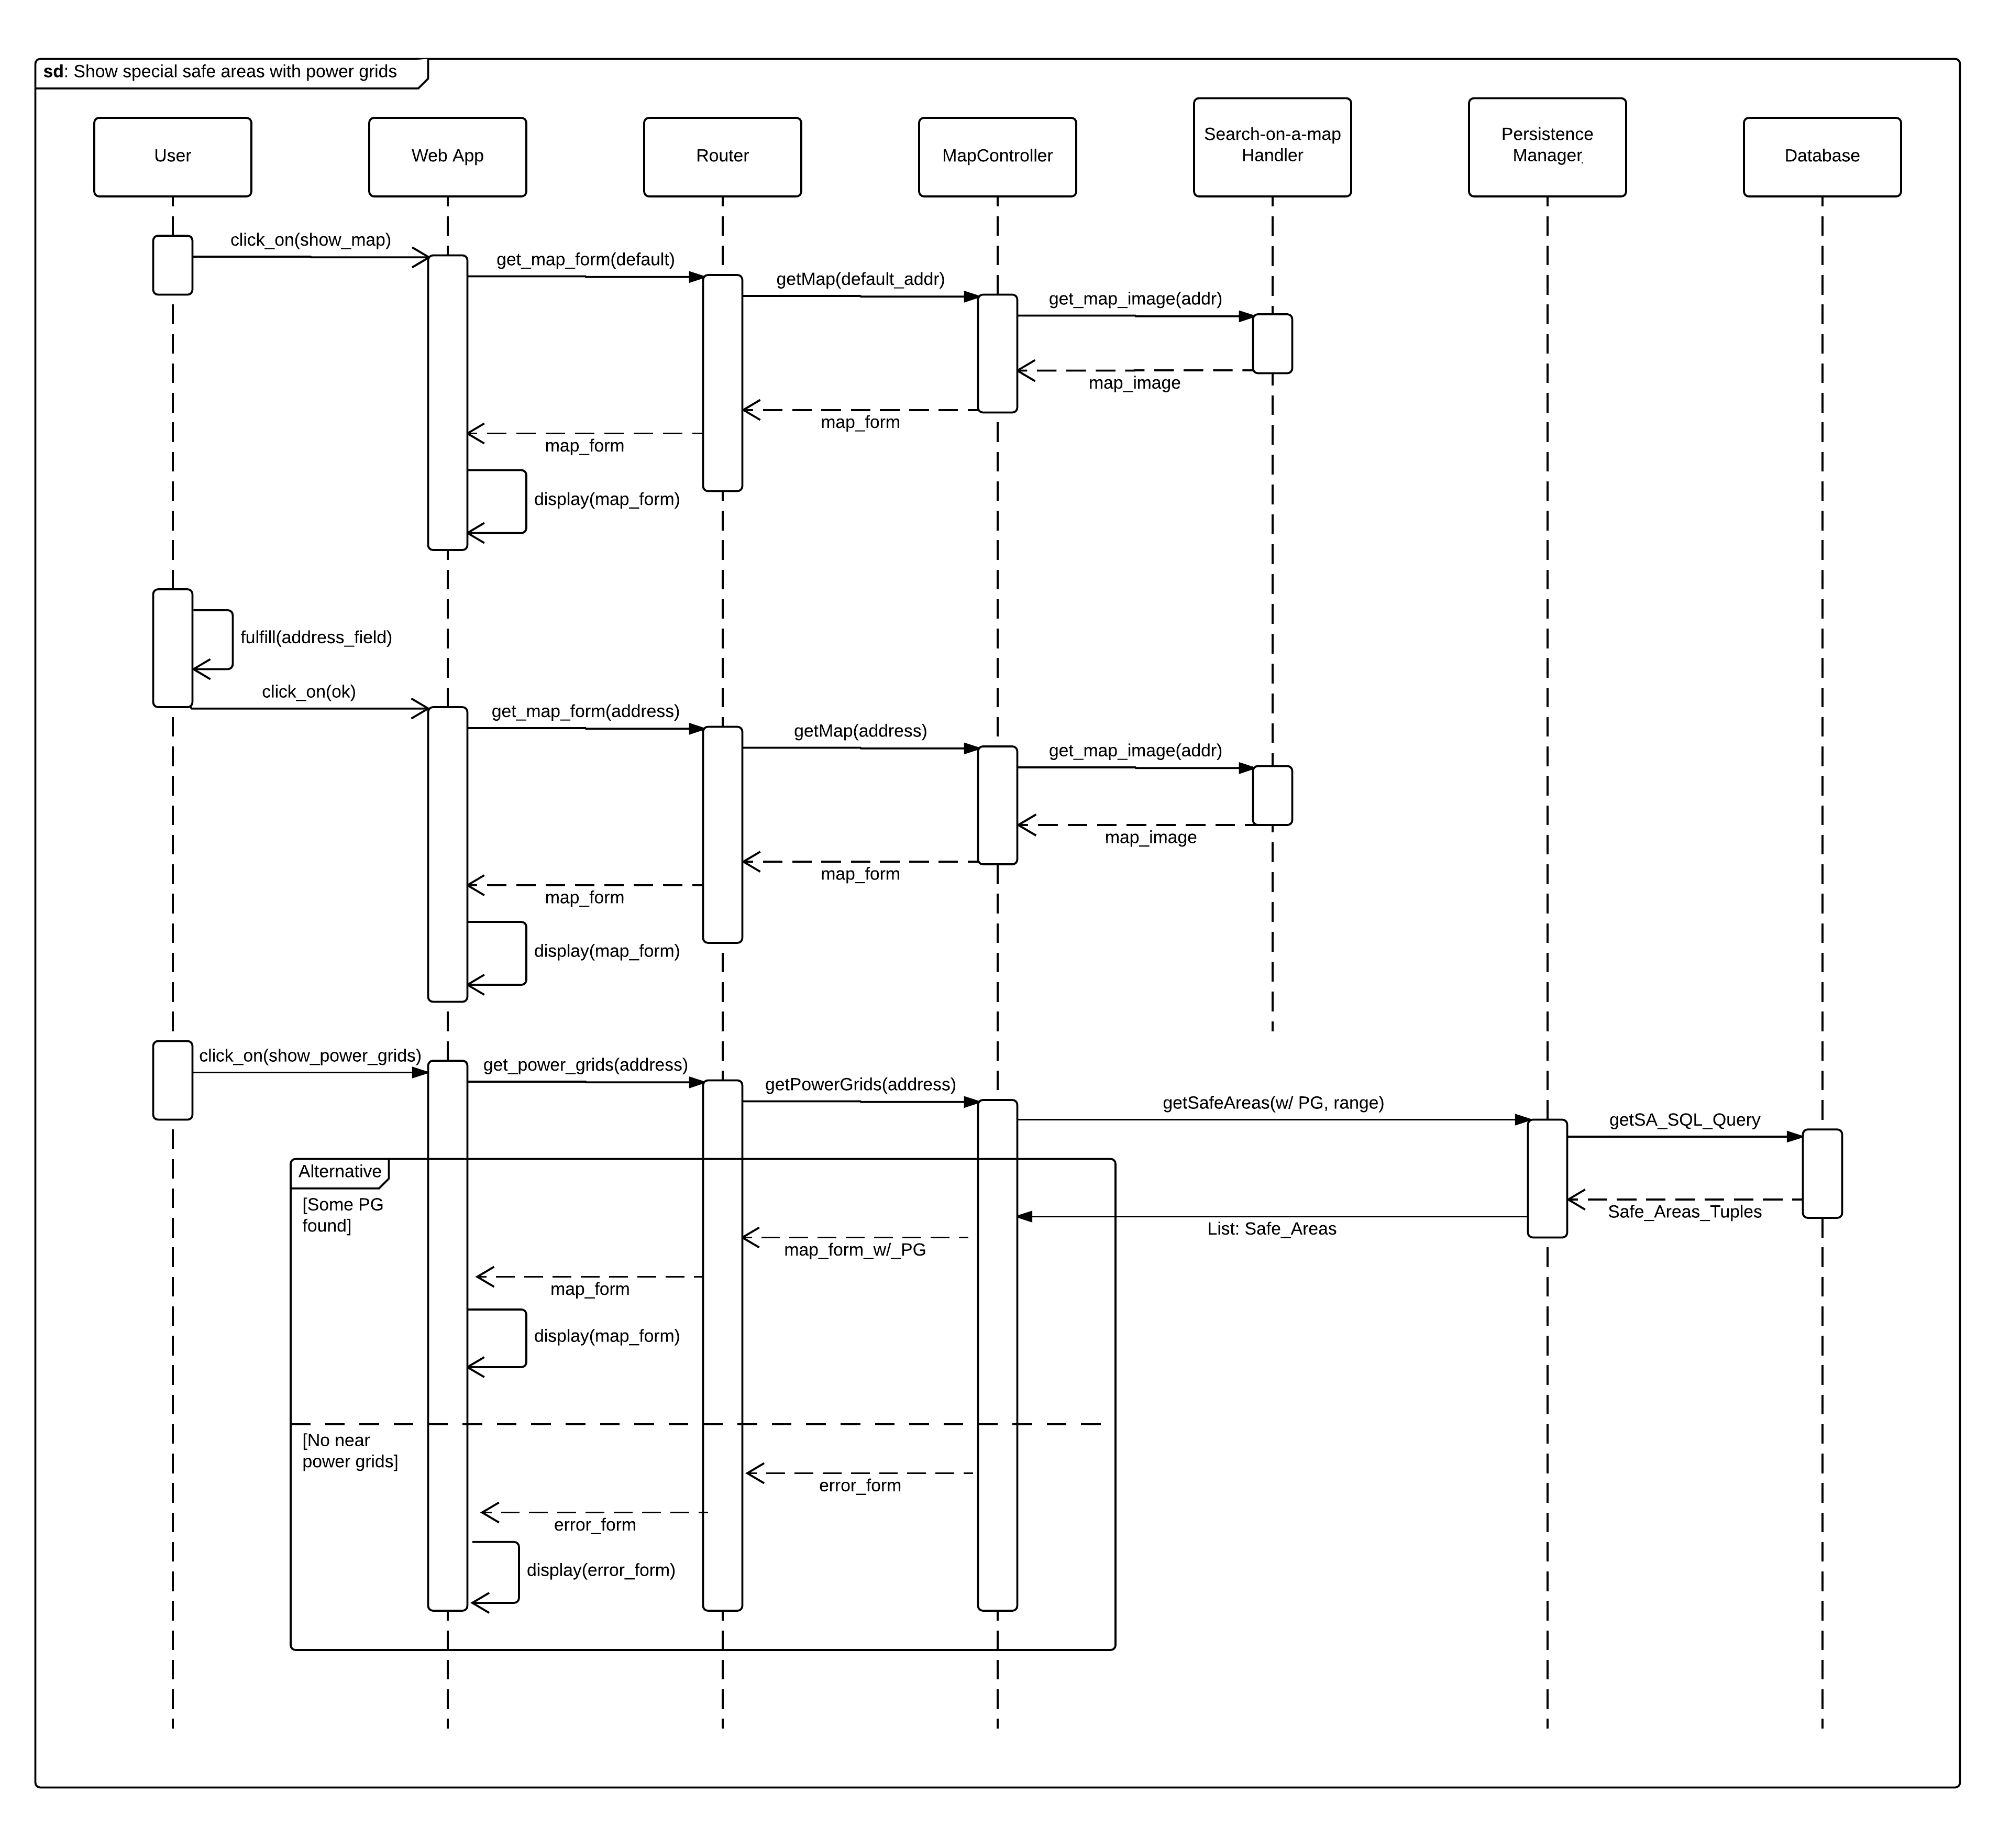 sd: Show special safe areas with power grids
User
Web App
Router
MapController
Search-on-a-map
Handler
Persistence
Manager
Database
click_on(show_map)
get_map_form(default)
getMap(default_addr)
get_map_image(addr)
map_image
map_form
map_form
display(map_form)
fulfill(address_field)
click_on(ok)
get_map_form(address)
getMap(address)
get_map_image(addr)
map_image
map_form
map_form
display(map_form)
click_on(show_power_grids)
get_power_grids(address)
getPowerGrids(address)
getSafeAreas(w/ PG, range)
getSA_SQL_Query
Alternative
[Some PG
found]
Safe_Areas_Tuples
List: Safe_Areas
map_form_w/_PG
map_form
display(map_form)
[No near
power grids]
error_form
error_form
display(error_form)